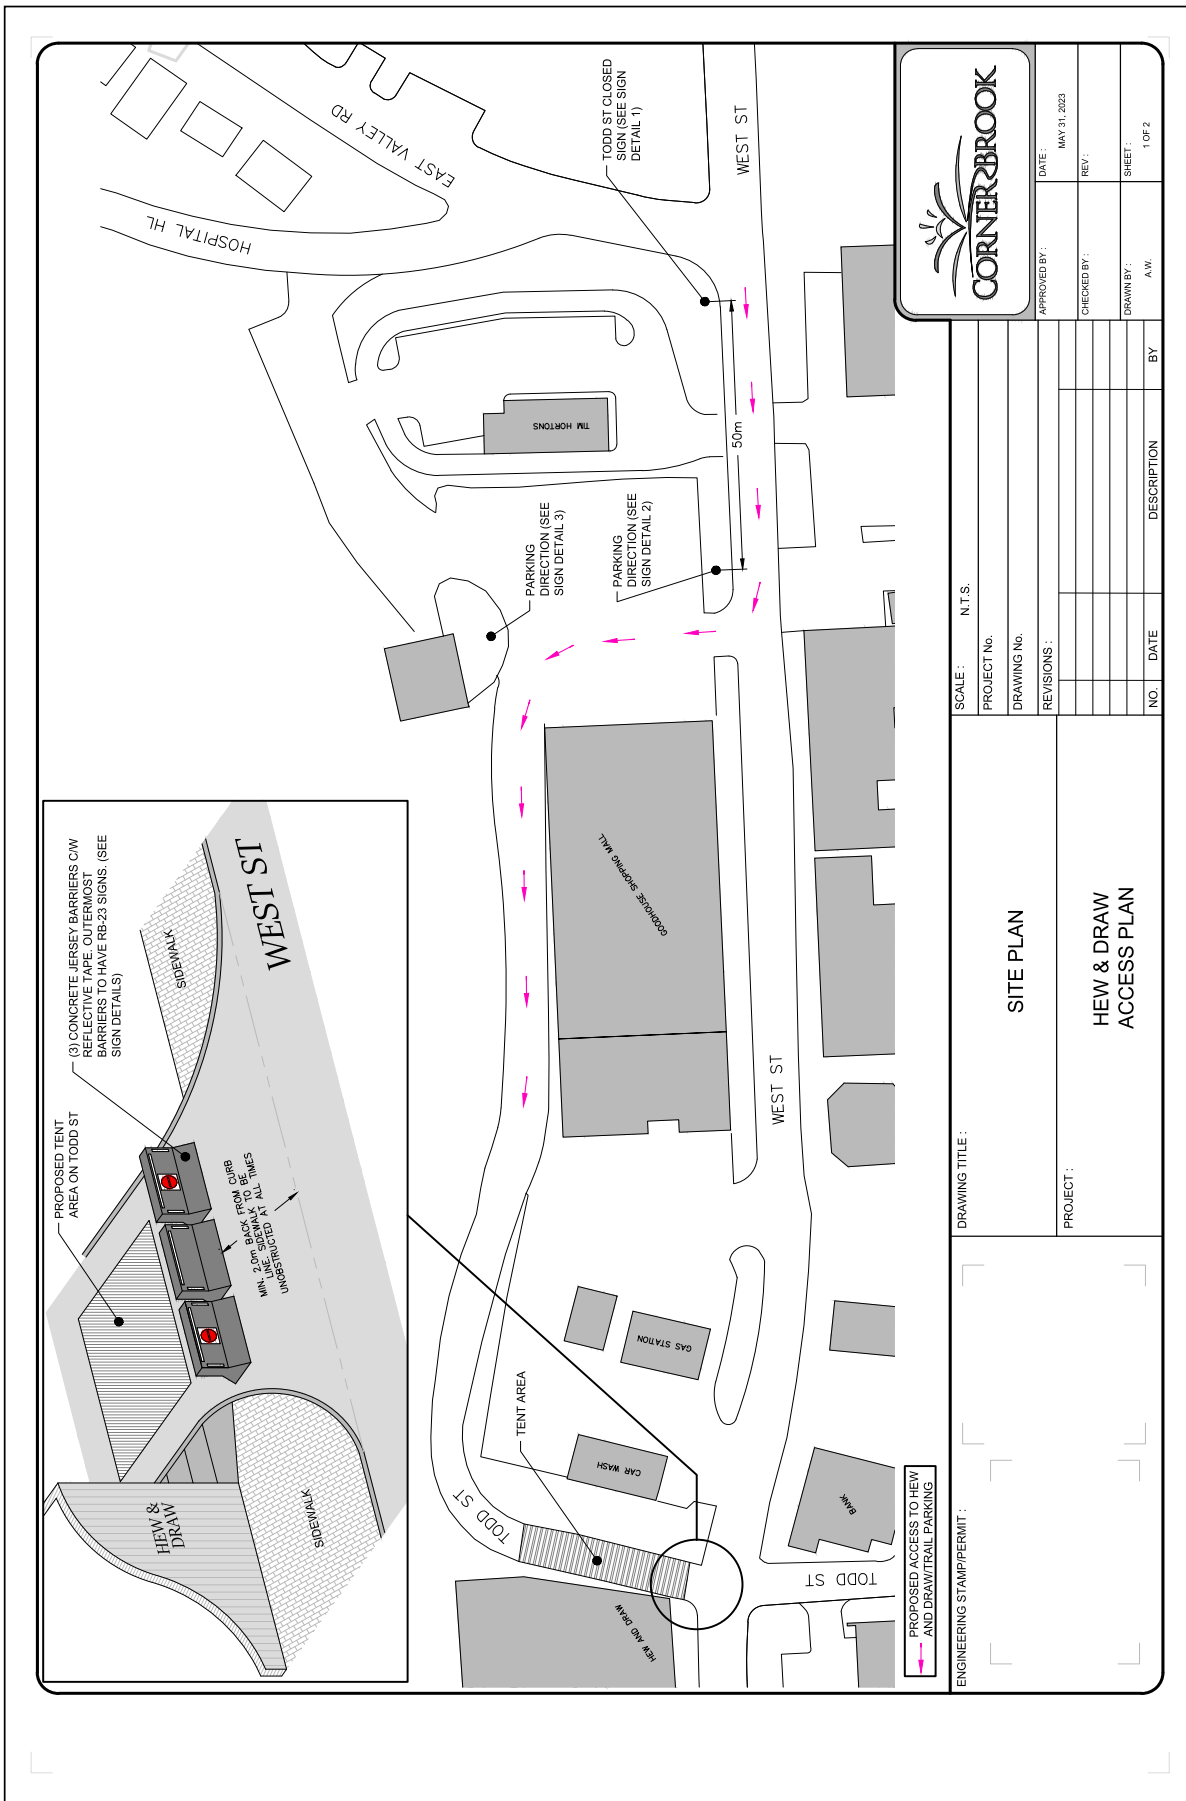 PROPOSED TENT
AREA ON TODD ST
(3) CONCRETE JERSEY BARRIERS C/W
REFLECTIVE TAPE. OUTERMOST
BARRIERS TO HAVE RB-23 SIGNS. (SEE
SIGN DETAILS)
SIDEWALK
WEST ST
MIN. 2.0m BACK FROM CURB
LINE. SIDEWALK TO BE
UNOBSTRUCTED AT ALL TIMES
HEW &
DRAW
SIDEWALK
HOSPITAL HL
EAST VALLEY RD
TODD ST CLOSED
SIGN (SEE SIGN
DETAIL 1)
WEST ST
TIM HORTONS
50m
PARKING
DIRECTION (SEE
SIGN DETAIL 3)
PARKING
DIRECTION (SEE
SIGN DETAIL 2)
GOODHOUSE SHOPPING MALL
WEST ST
GAS STATION
TENT AREA
CAR WASH
TODD ST
BANK
TODD ST
HEW AND DRAW
PROPOSED ACCESS TO HEW
AND DRAW/TRAIL PARKING
ENGINEERING STAMP/PERMIT :
DRAWING TITLE :
SITE PLAN
PROJECT :
HEW & DRAW
ACCESS PLAN
SCALE : N.T.S.
PROJECT No.
DRAWING No.
REVISIONS :
NO. DATE DESCRIPTION BY
CORNER BROOK
APPROVED BY :
DATE :
MAY 31, 2023
CHECKED BY :
REV :
DRAWN BY :
A.W.
SHEET :
1 OF 2